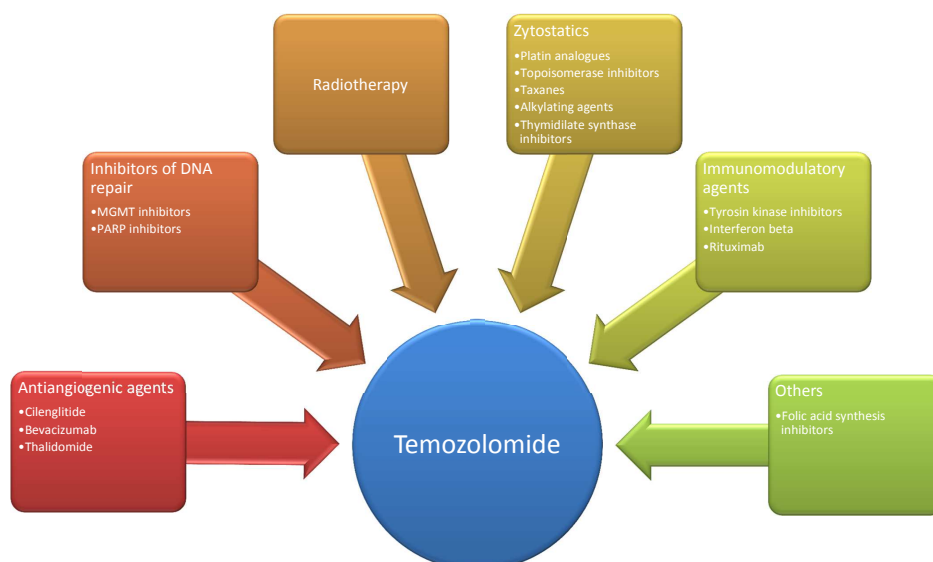 Zytostatics
•Platin analogues
•Topoisomerase inhibitors
•Taxanes
•Alkylating agents
•Thymidilate synthase
inhibitors
Radiotherapy
Inhibitors of DNA
repair
•MGMT inhibitors
•PARP inhibitors
Immunomodulatory
agents
•Tyrosin kinase inhibitors
•Interferon beta
•Rituximab
Antiangiogenic agents
•Cilenglitide
•Bevacizumab
•Thalidomide
Others
•Folic acid synthesis
inhibitors
Temozolomide